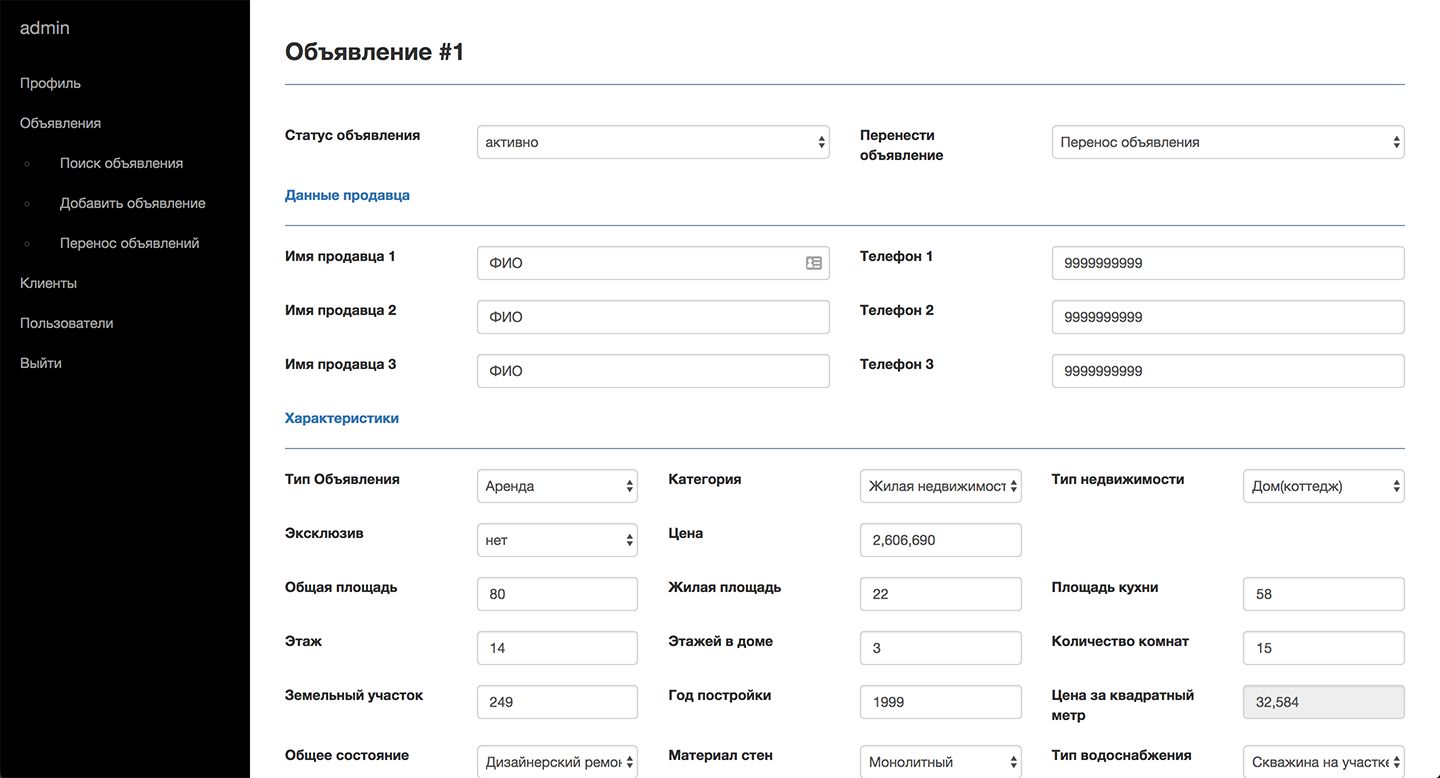 admin
Профиль
Объявления
Поиск объявления
Добавить объявление
Перенос объявлений
Клиенты
Пользователи
Выйти
Объявление #1
Статус объявления
активно
Перенести
объявление
Перенос объявления
Данные продавца
Имя продавца 1
ФИО
Телефон 1
9999999999
Имя продавца 2
ФИО
Телефон 2
9999999999
Имя продавца 3
ФИО
Телефон 3
9999999999
Характеристики
Тип Объявления
Аренда
Категория
Жилая недвижимост
Тип недвижимости
Дом(коттедж)
Эксклюзив
нет
Цена
2,606,690
Общая площадь
80
Жилая площадь
22
Площадь кухни
58
Этаж
14
Этажей в доме
3
Количество комнат
15
Земельный участок
249
Год постройки
1999
Цена за квадратный
метр
32,584
Общее состояние
Дизайнерский ремон
Материал стен
Монолитный
Тип водоснабжения
Скважина на участке